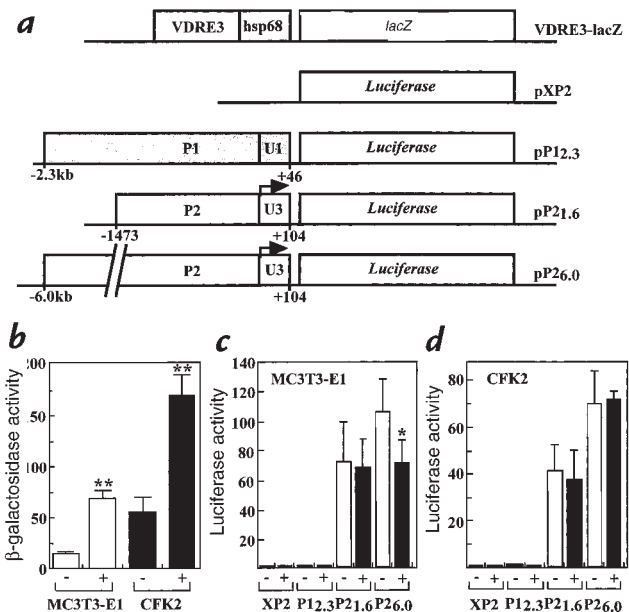 a
VDRE3 hsp68 lacZ VDRE3-lacZ
Luciferase pXP2
P1 U1 Luciferase pP12.3
-2.3kb +46
P2 U3 Luciferase pP21.6
-1473 +104
P2 U3 Luciferase pP26.0
-6.0kb +104
b
β-galactosidase activity
200
150
100
50
0
** **
- + - +
MC3T3-E1 CFK2
c
MC3T3-E1
Luciferase activity
140
120
100
80
60
40
20
*
- + - + - + - +
XP2 P12.3 P21.6 P26.0
d
CFK2
Luciferase activity
80
60
40
20
- + - + - + - +
XP2 P12.3 P21.6 P26.0